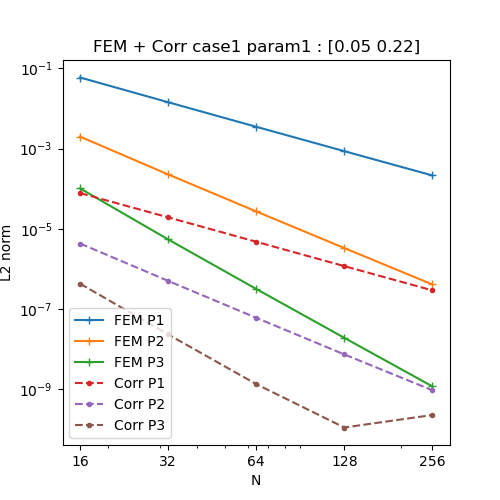 FEM + Corr case1 param1 : [0.05 0.22]
10⁻¹
10⁻³
10⁻⁵
10⁻⁷
10⁻⁹
L2 norm
FEM P1
FEM P2
FEM P3
Corr P1
Corr P2
Corr P3
16 32 64 128 256
N